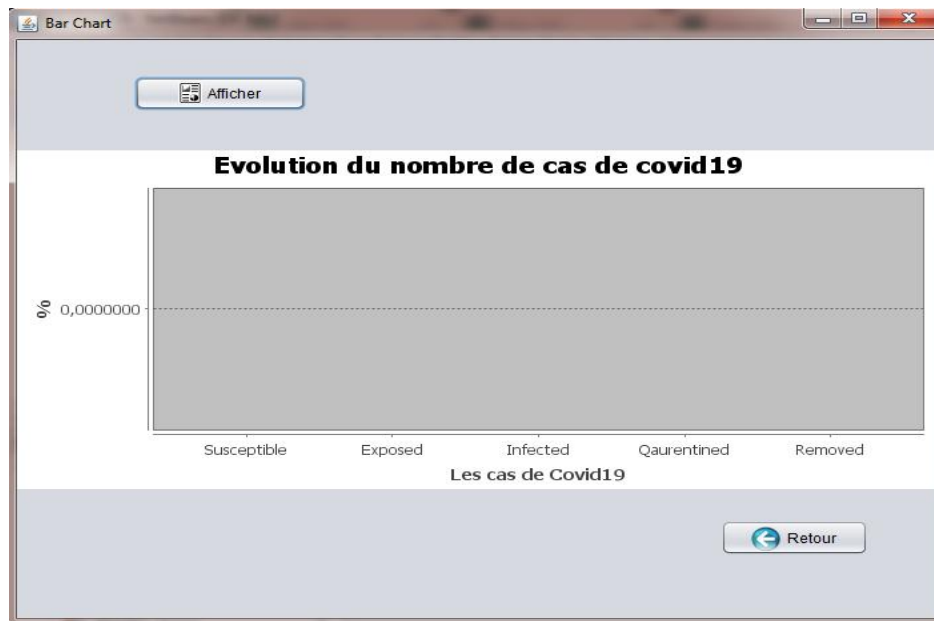 Bar Chart
Afficher
Evolution du nombre de cas de covid19
%
0,0000000
Susceptible Exposed Infected Qaurentined Removed
Les cas de Covid19
Retour